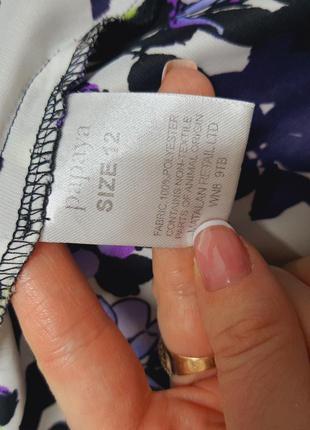 papaya
SIZE 12
FABRIC 100% POLYESTER
CONTAINS NON-TEXTILE
PARTS OF ANIMAL ORIGIN
MATALAN RETAIL LTD
WN8 9TB